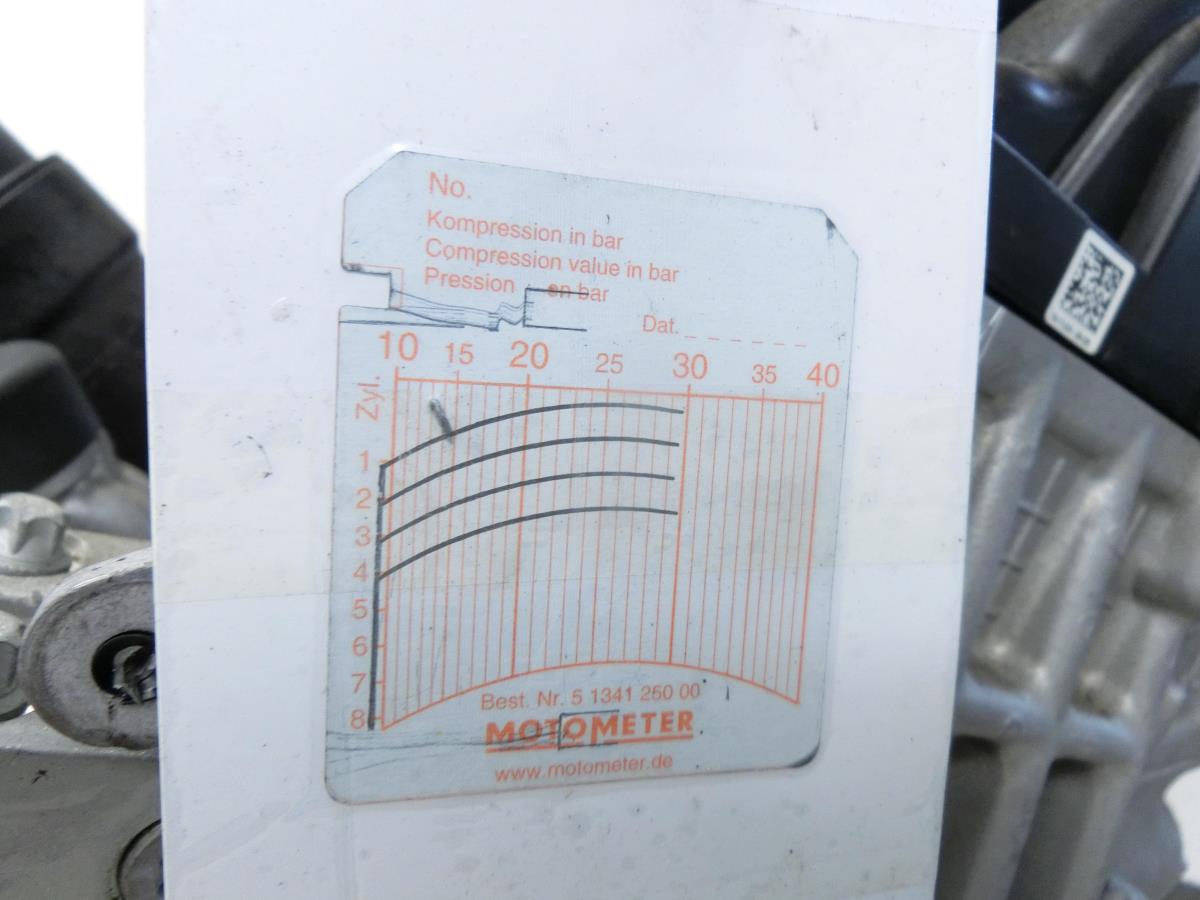 No.
Kompression in bar
Compression value in bar
Pression en bar
Dat.
10 15 20 25 30 35 40
Zyl.
1
2
3
4
5
6
7
8
Best. Nr. 5 1341 260 00
MOTOMETER
www.motometer.de